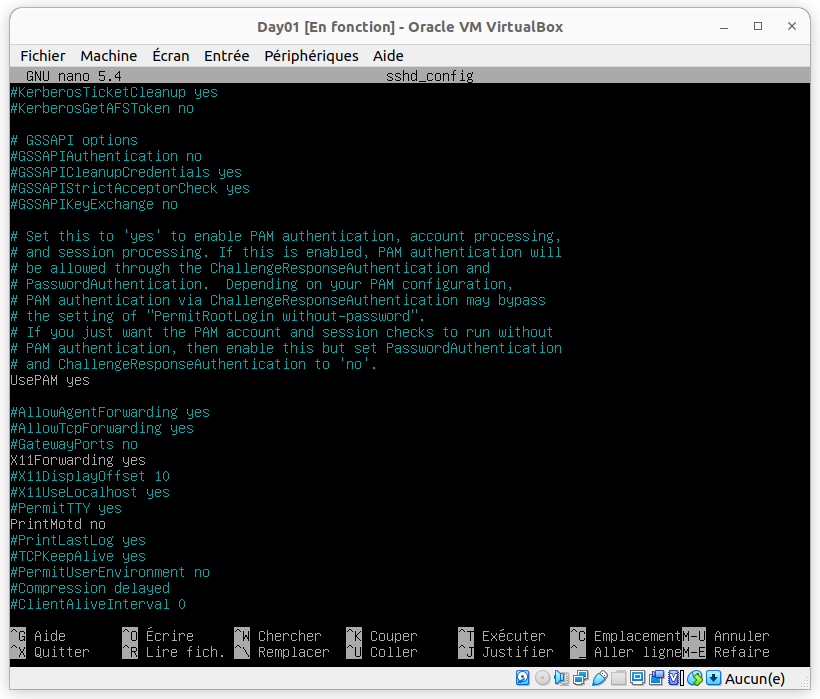 Day01 [En fonction] - Oracle VM VirtualBox
Fichier Machine Écran Entrée Périphériques Aide
GNU nano 5.4 sshd_config
#KerberosTicketCleanup yes
#KerberosGetAFSToken no
# GSSAPI options
#GSSAPIAuthentication no
#GSSAPICleanupCredentials yes
#GSSAPIStrictAcceptorCheck yes
#GSSAPIKeyExchange no
# Set this to 'yes' to enable PAM authentication, account processing,
# and session processing. If this is enabled, PAM authentication will
# be allowed through the ChallengeResponseAuthentication and
# PasswordAuthentication.  Depending on your PAM configuration,
# PAM authentication via ChallengeResponseAuthentication may bypass
# the setting of "PermitRootLogin without-password".
# If you just want the PAM account and session checks to run without
# PAM authentication, then enable this but set PasswordAuthentication
# and ChallengeResponseAuthentication to 'no'.
UsePAM yes
#AllowAgentForwarding yes
#AllowTcpForwarding yes
#GatewayPorts no
X11Forwarding yes
#X11DisplayOffset 10
#X11UseLocalhost yes
#PermitTTY yes
PrintMotd no
#PrintLastLog yes
#TCPKeepAlive yes
#PermitUserEnvironment no
#Compression delayed
#ClientAliveInterval 0
^G Aide ^O Écrire ^W Chercher ^K Couper ^T Exécuter ^C Emplacement M-U Annuler
^X Quitter ^R Lire fich. ^\ Remplacer ^U Coller ^J Justifier ^_ Aller ligne M-E Refaire
Aucun(e)